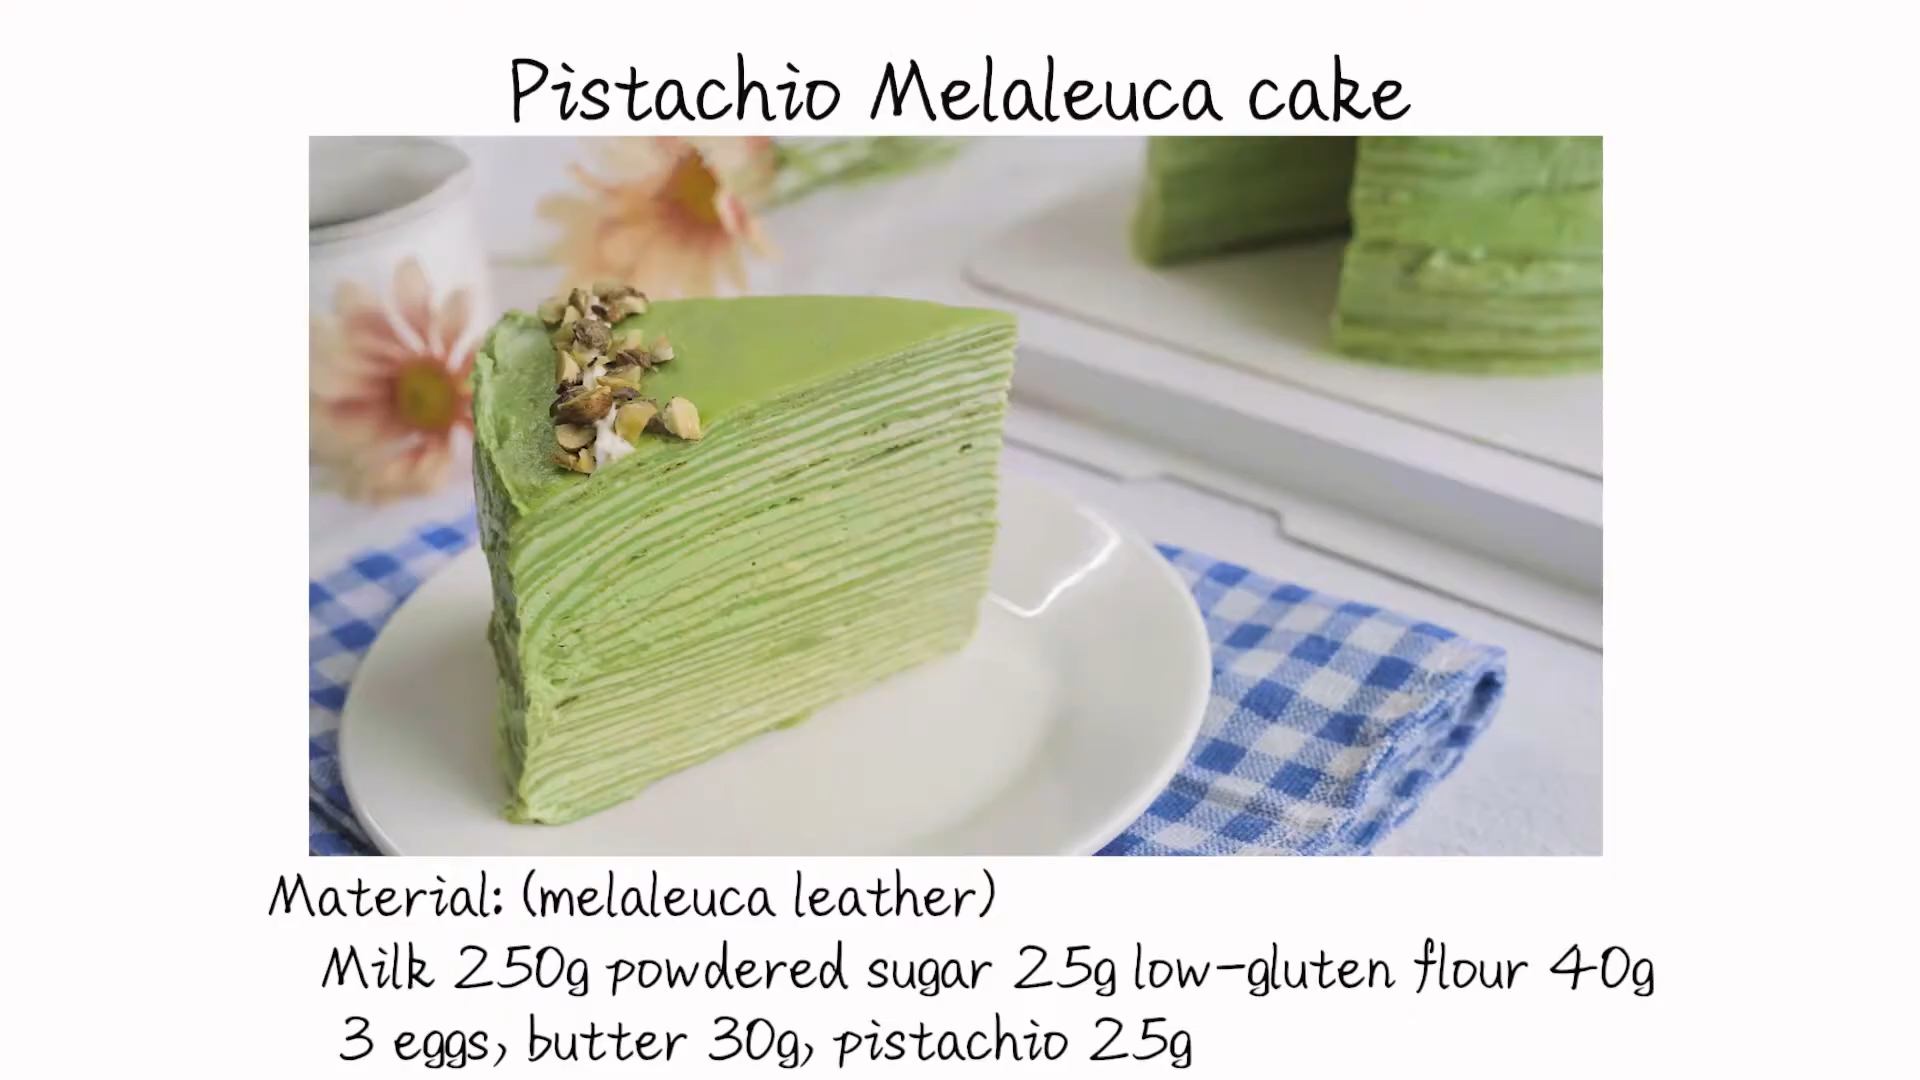 Pistachio Melaleuca cake
Material: (melaleuca leather)
Milk 250g powdered sugar 25g low-gluten flour 40g
3 eggs, butter 30g, pistachio 25g